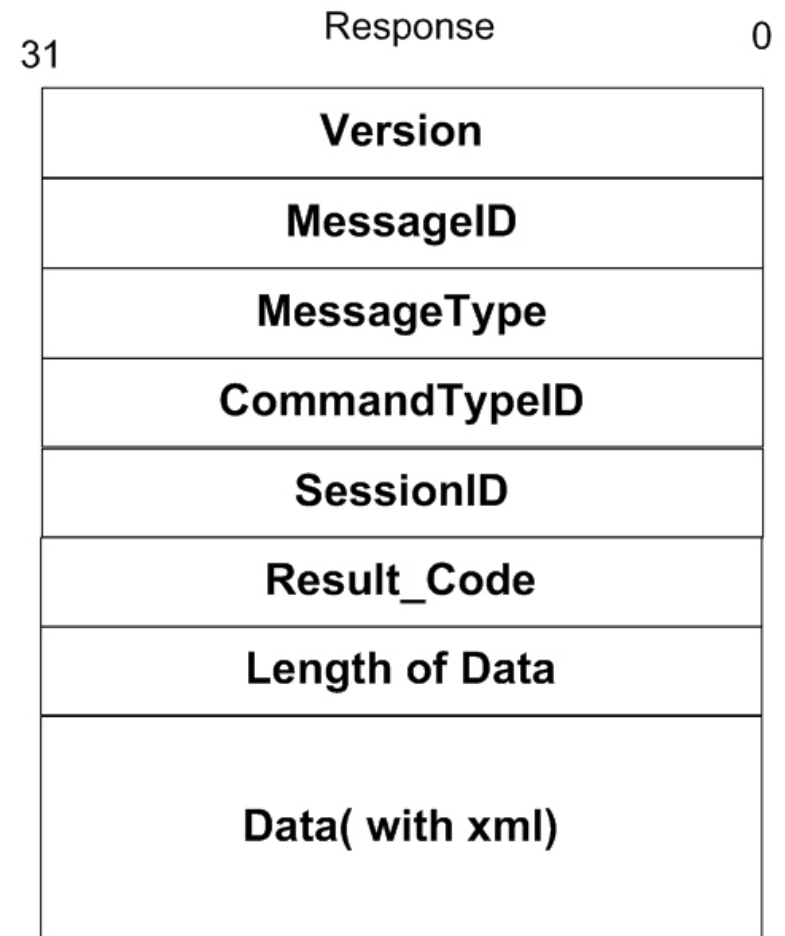 Response
31
0
Version
MessageID
MessageType
CommandTypeID
SessionID
Result_Code
Length of Data
Data( with xml)